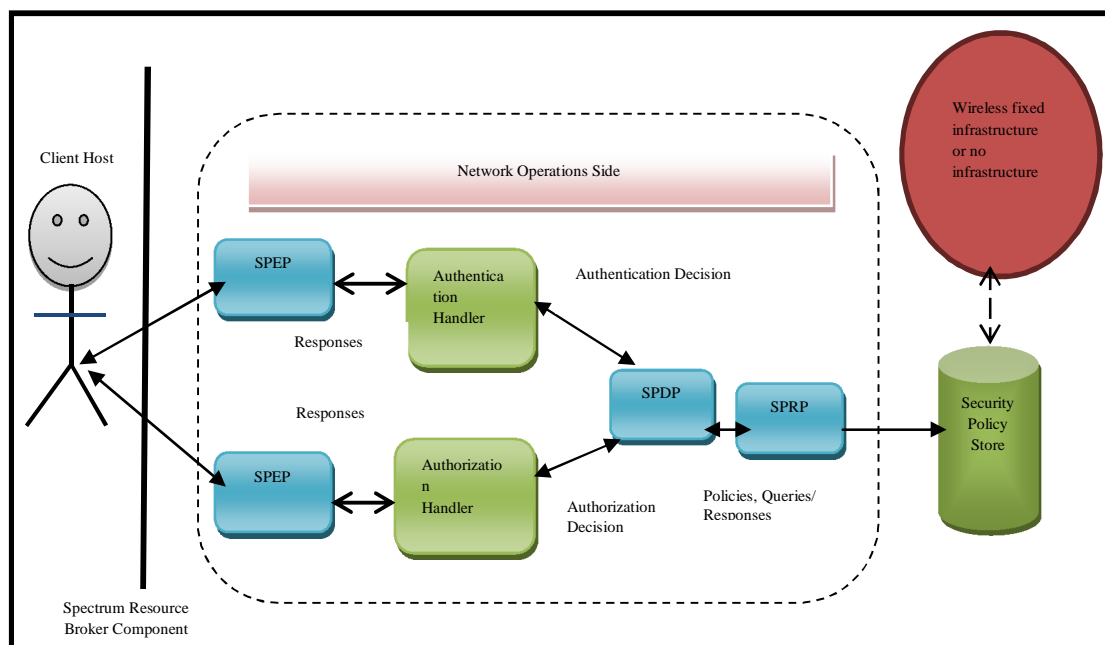 Wireless fixed
infrastructure
or no
infrastructure
Client Host
Network Operations Side
SPEP
Authentica
tion
Handler
Authentication Decision
Responses
SPDP
SPRP
Security
Policy
Store
Responses
SPEP
Authorizatio
n
Handler
Authorization
Decision
Policies, Queries/
Responses
Spectrum Resource
Broker Component